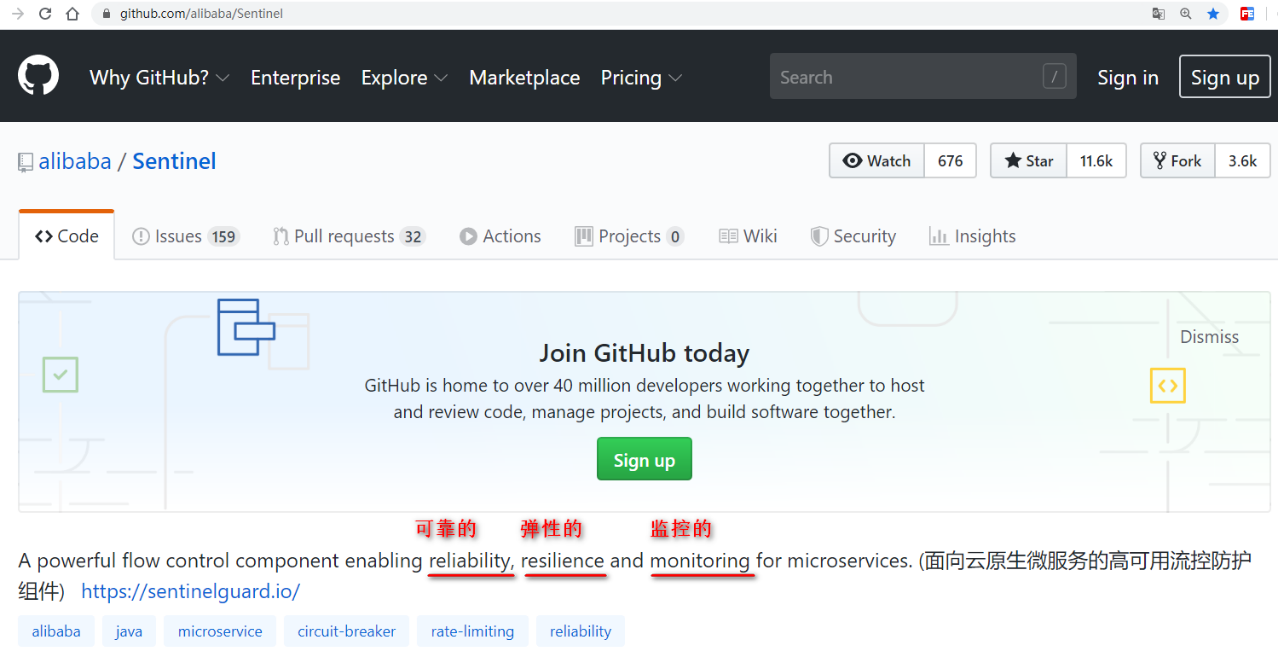 github.com/alibaba/Sentinel
Why GitHub? Enterprise Explore Marketplace Pricing Search / Sign in Sign up
alibaba / Sentinel Watch 676 Star 11.6k Fork 3.6k
Code Issues 159 Pull requests 32 Actions Projects 0 Wiki Security Insights
Dismiss
Join GitHub today
GitHub is home to over 40 million developers working together to host
and review code, manage projects, and build software together.
Sign up
可靠的 弹性的 监控的
A powerful flow control component enabling reliability, resilience and monitoring for microservices. (面向云原生微服务的高可用流控防护
组件) https://sentinelguard.io/
alibaba java microservice circuit-breaker rate-limiting reliability